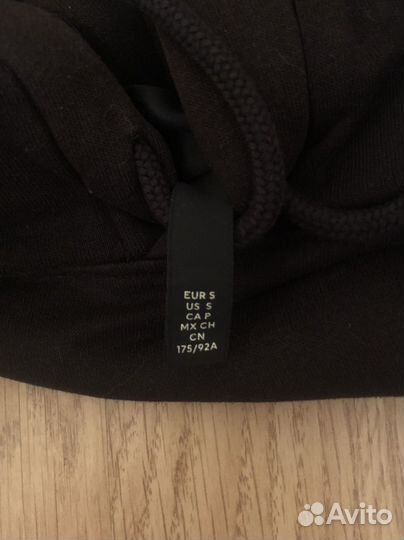 EUR S
US S
CA P
MX CH
CN
175/92A
Avito